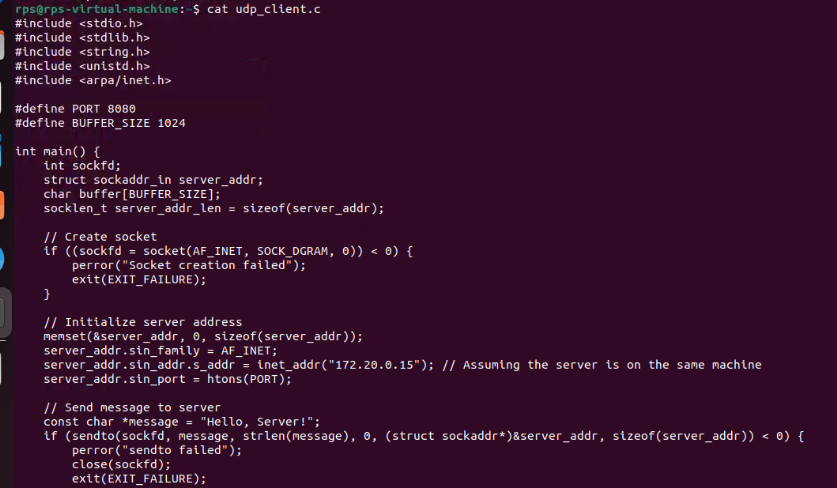 rps@rps-virtual-machine:~$ cat udp_client.c
#include <stdio.h>
#include <stdlib.h>
#include <string.h>
#include <unistd.h>
#include <arpa/inet.h>

#define PORT 8080
#define BUFFER_SIZE 1024

int main() {
    int sockfd;
    struct sockaddr_in server_addr;
    char buffer[BUFFER_SIZE];
    socklen_t server_addr_len = sizeof(server_addr);

    // Create socket
    if ((sockfd = socket(AF_INET, SOCK_DGRAM, 0)) < 0) {
        perror("Socket creation failed");
        exit(EXIT_FAILURE);
    }

    // Initialize server address
    memset(&server_addr, 0, sizeof(server_addr));
    server_addr.sin_family = AF_INET;
    server_addr.sin_addr.s_addr = inet_addr("172.20.0.15"); // Assuming the server is on the same machine
    server_addr.sin_port = htons(PORT);

    // Send message to server
    const char *message = "Hello, Server!";
    if (sendto(sockfd, message, strlen(message), 0, (struct sockaddr*)&server_addr, sizeof(server_addr)) < 0) {
        perror("sendto failed");
        close(sockfd);
        exit(EXIT_FAILURE);